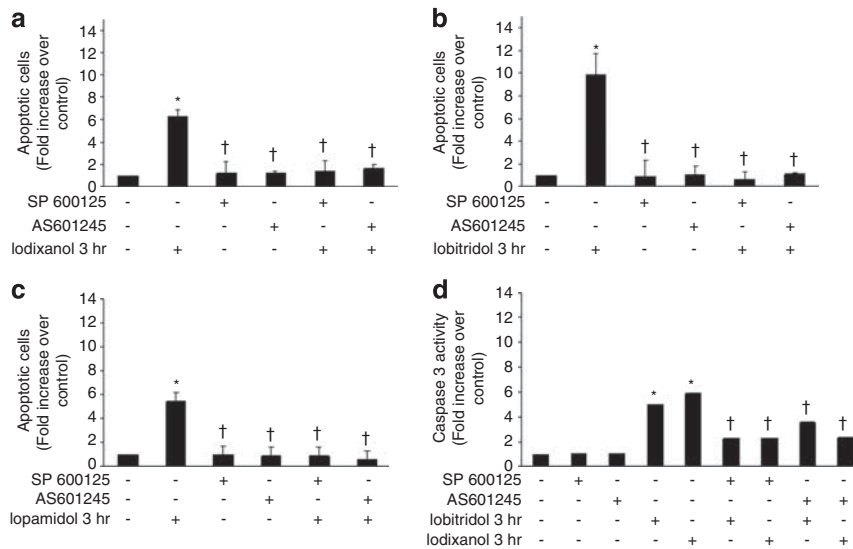 a
Apoptotic cells
(Fold increase over
control)
14
12
10
8
6
4
2
0
* † † † †
SP 600125 - - + - + -
AS601245 - - - + - +
Iodixanol 3 hr - + - - + +
b
Apoptotic cells
(Fold increase over
control)
14
12
10
8
6
4
2
0
* † † † †
SP 600125 - - + - + -
AS601245 - - - + - +
Iobitridol 3 hr - + - - + +
c
Apoptotic cells
(Fold increase over
control)
14
12
10
8
6
4
2
0
* † † † †
SP 600125 - - + - + -
AS601245 - - - + - +
Iopamidol 3 hr - + - - + +
d
Caspase 3 activity
(Fold increase over
control)
14
12
10
8
6
4
2
0
* * † † † †
SP 600125 - + - - - + + - -
AS601245 - - + - - - - + +
Iobitridol 3 hr - - - + - + - + -
Iodixanol 3 hr - - - - + - + - +